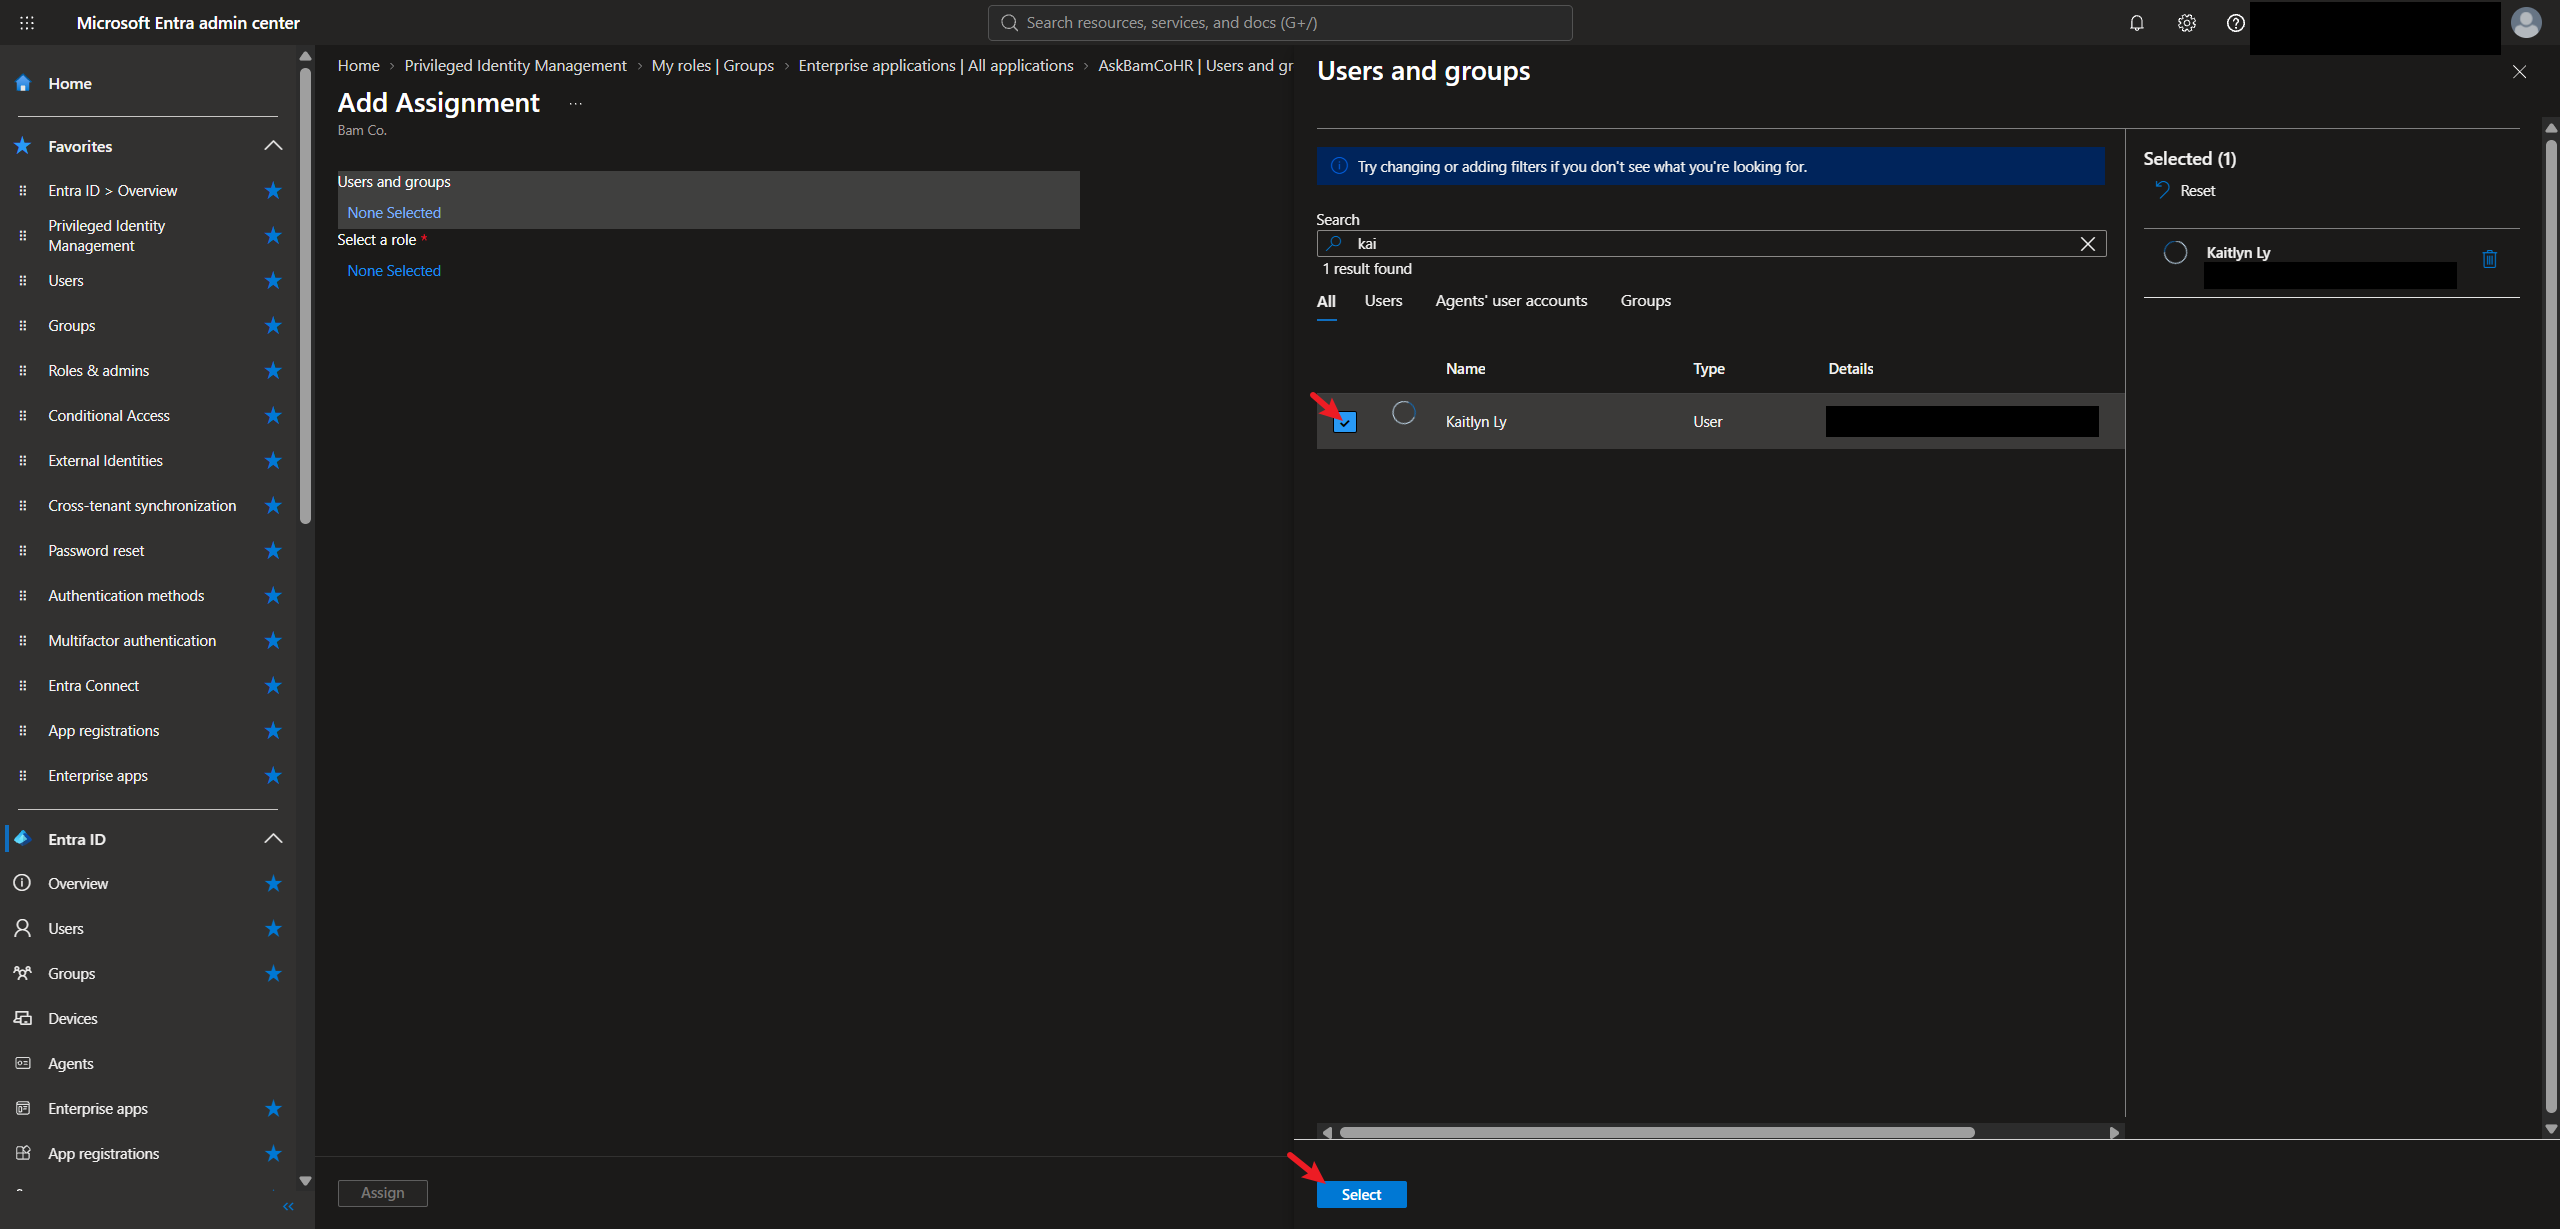 Microsoft Entra admin center
Search resources, services, and docs (G+/)
Home
Favorites
Entra ID > Overview
Privileged Identity
Management
Users
Groups
Roles & admins
Conditional Access
External Identities
Cross-tenant synchronization
Password reset
Authentication methods
Multifactor authentication
Entra Connect
App registrations
Enterprise apps
Entra ID
Overview
Users
Groups
Devices
Agents
Enterprise apps
App registrations
Home > Privileged Identity Management > My roles | Groups > Enterprise applications | All applications > AskBamCoHR | Users and gr
Add Assignment ...
Bam Co.
Users and groups
None Selected
Select a role *
None Selected
Assign
Users and groups
Try changing or adding filters if you don't see what you're looking for.
Search
kai
1 result found
All Users Agents' user accounts Groups
Name Type Details
Kaitlyn Ly User
Select
Selected (1)
Reset
Kaitlyn Ly